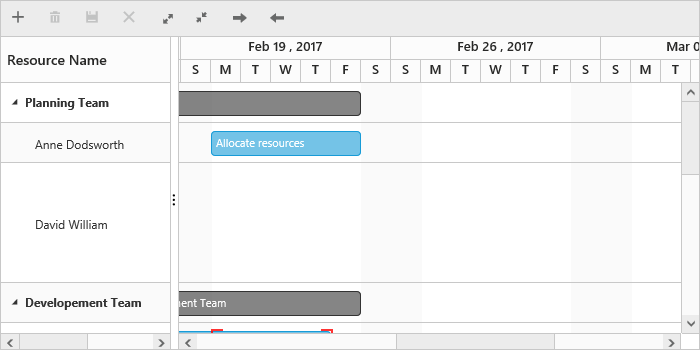 Resource Name
Feb 19 , 2017
Feb 26 , 2017
Mar 0
S M T W T F S S M T W T F S S M T
Planning Team
Anne Dodsworth
Allocate resources
David William
Developement Team
ment Team